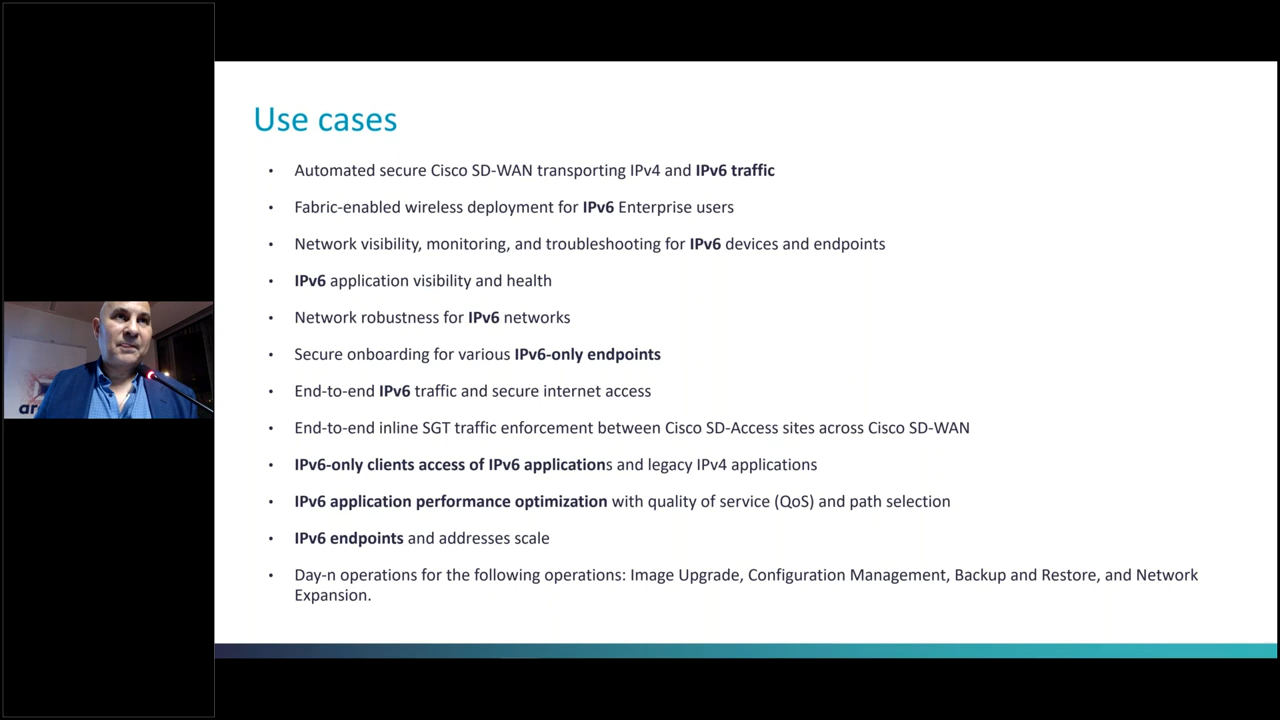 Use cases
• Automated secure Cisco SD-WAN transporting IPv4 and IPv6 traffic
• Fabric-enabled wireless deployment for IPv6 Enterprise users
• Network visibility, monitoring, and troubleshooting for IPv6 devices and endpoints
• IPv6 application visibility and health
• Network robustness for IPv6 networks
• Secure onboarding for various IPv6-only endpoints
• End-to-end IPv6 traffic and secure internet access
• End-to-end inline SGT traffic enforcement between Cisco SD-Access sites across Cisco SD-WAN
• IPv6-only clients access of IPv6 applications and legacy IPv4 applications
• IPv6 application performance optimization with quality of service (QoS) and path selection
• IPv6 endpoints and addresses scale
• Day-n operations for the following operations: Image Upgrade, Configuration Management, Backup and Restore, and Network
Expansion.